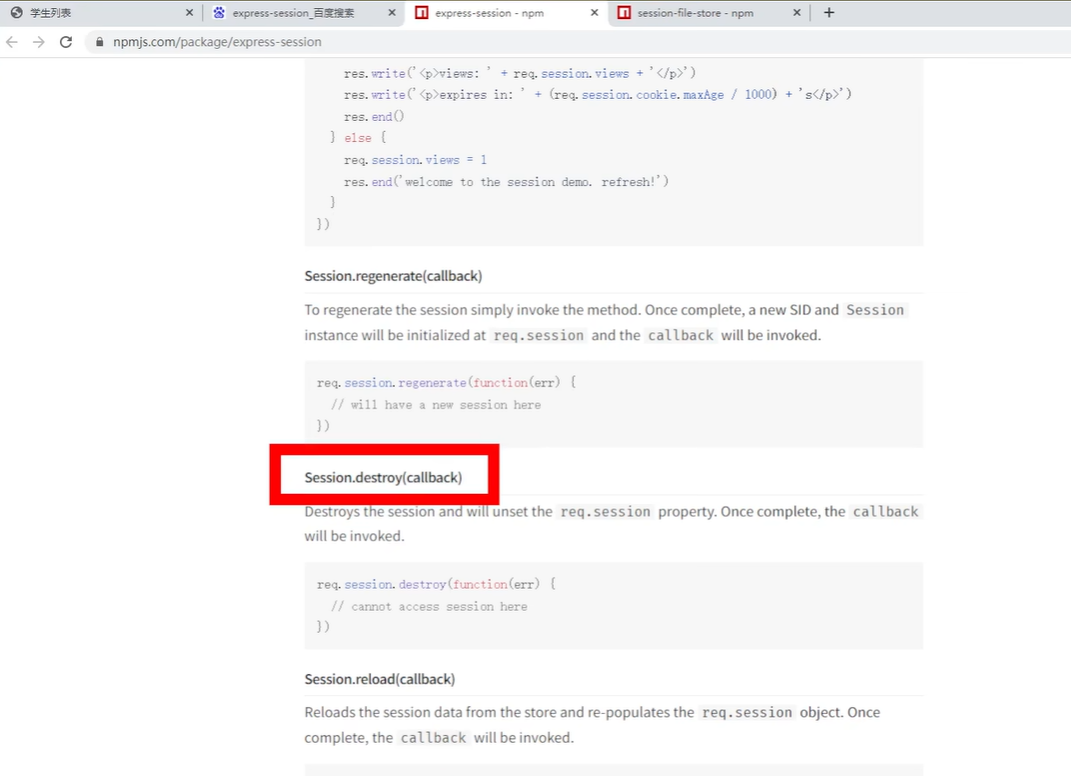 学生列表
express-session_百度搜索
express-session - npm
session-file-store - npm
npmjs.com/package/express-session
res.write('<p>views: ' + req.session.views + '</p>')
res.write('<p>expires in: ' + (req.session.cookie.maxAge / 1000) + 's</p>')
res.end()
} else {
req.session.views = 1
res.end('welcome to the session demo. refresh!')
}
})
Session.regenerate(callback)
To regenerate the session simply invoke the method. Once complete, a new SID and Session
instance will be initialized at req.session and the callback will be invoked.
req.session.regenerate(function(err) {
// will have a new session here
})
Session.destroy(callback)
Destroys the session and will unset the req.session property. Once complete, the callback
will be invoked.
req.session.destroy(function(err) {
// cannot access session here
})
Session.reload(callback)
Reloads the session data from the store and re-populates the req.session object. Once
complete, the callback will be invoked.